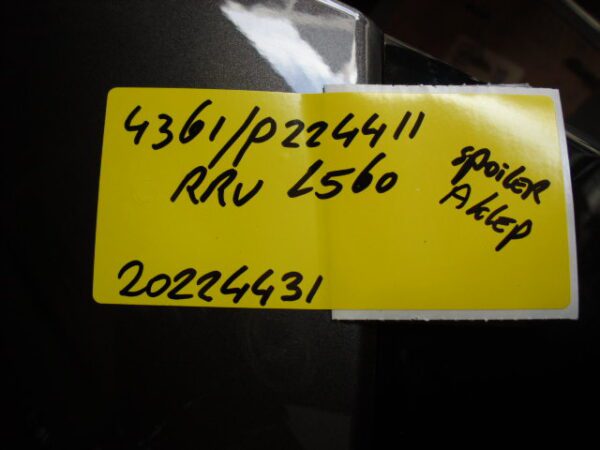 4361/P224411
RRV L560
spoiler
AKLEP
20224431